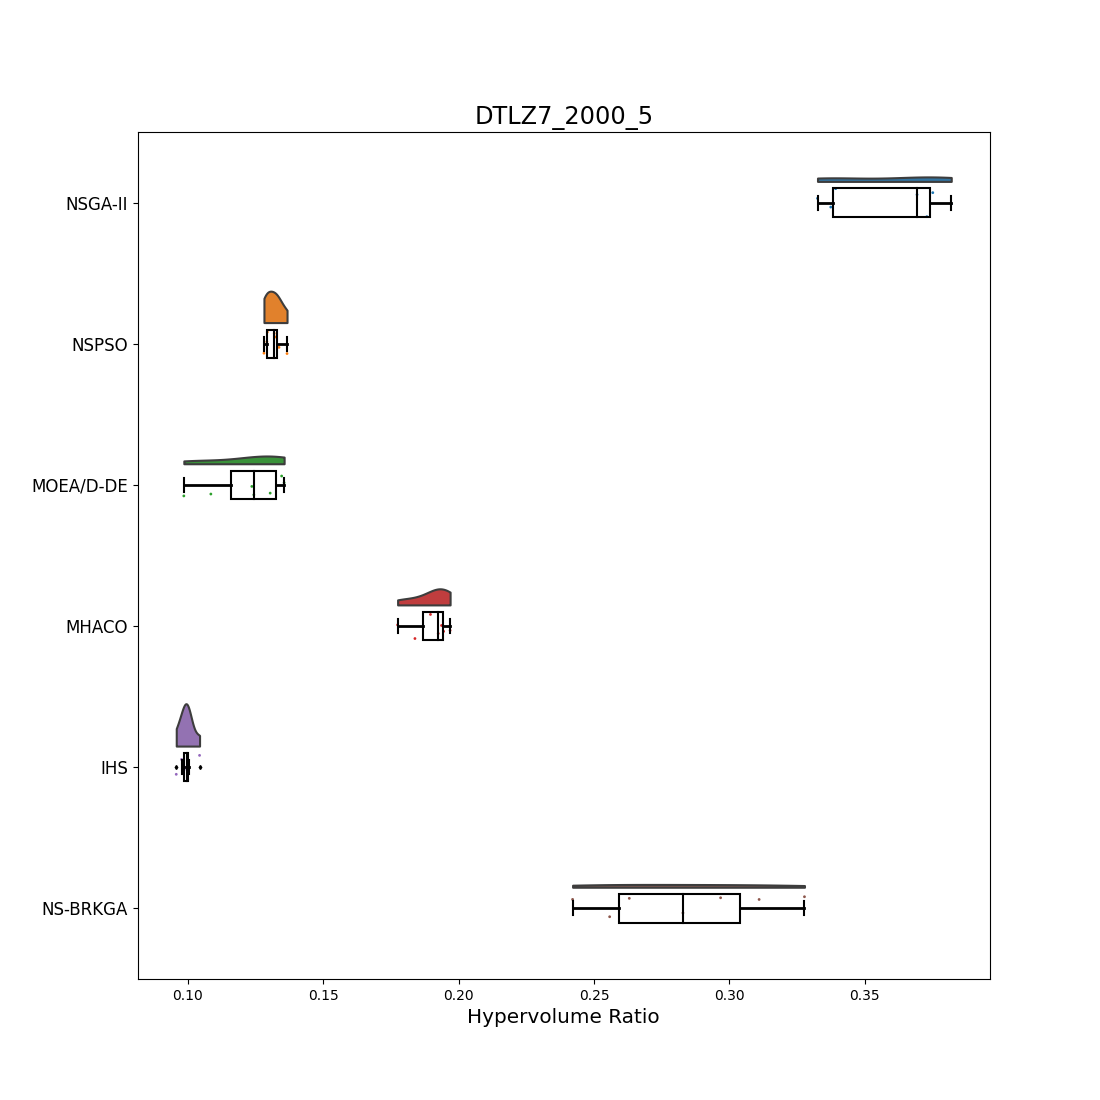 DTLZ7_2000_5
NSGA-II
NSPSO
MOEA/D-DE
MHACO
IHS
NS-BRKGA
0.10 0.15 0.20 0.25 0.30 0.35
Hypervolume Ratio